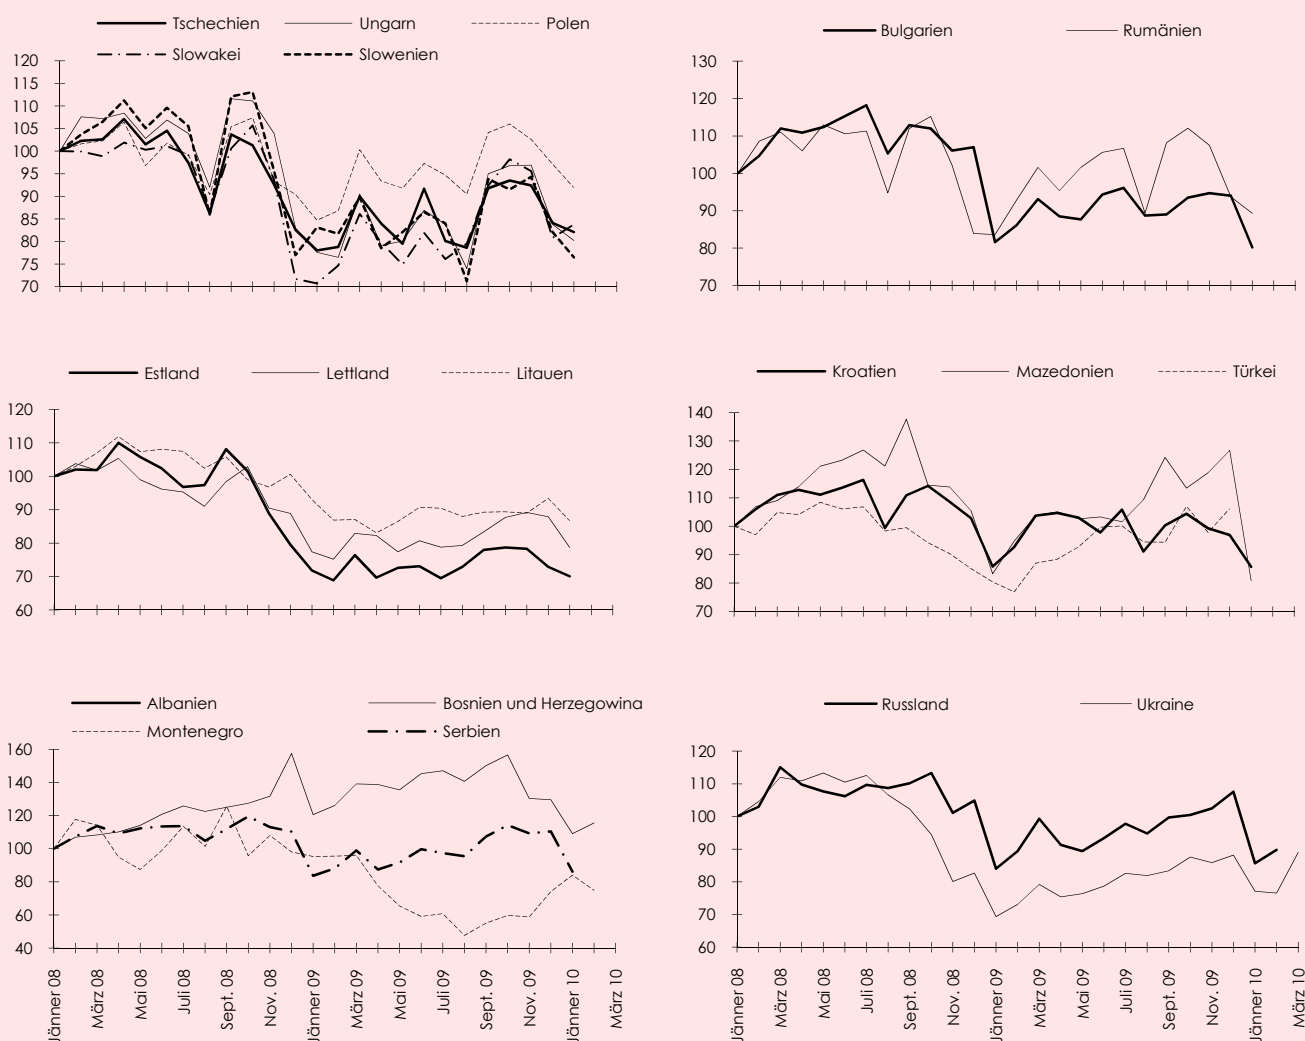 Tschechien Ungarn Polen
Slowakei Slowenien
120
115
110
105
100
95
90
85
80
75
70
Bulgarien Rumänien
130
120
110
100
90
80
70
Estland Lettland Litauen
120
110
100
90
80
70
60
Kroatien Mazedonien Türkei
140
130
120
110
100
90
80
70
Albanien Bosnien und Herzegowina
Montenegro Serbien
160
140
120
100
80
60
40
Jänner 08
März 08
Mai 08
Juli 08
Sept. 08
Nov. 08
Jänner 09
März 09
Mai 09
Juli 09
Sept. 09
Nov. 09
Jänner 10
März 10
Russland Ukraine
120
110
100
90
80
70
60
Jänner 08
März 08
Mai 08
Juli 08
Sept. 08
Nov. 08
Jänner 09
März 09
Mai 09
Juli 09
Sept. 09
Nov. 09
Jänner 10
März 10